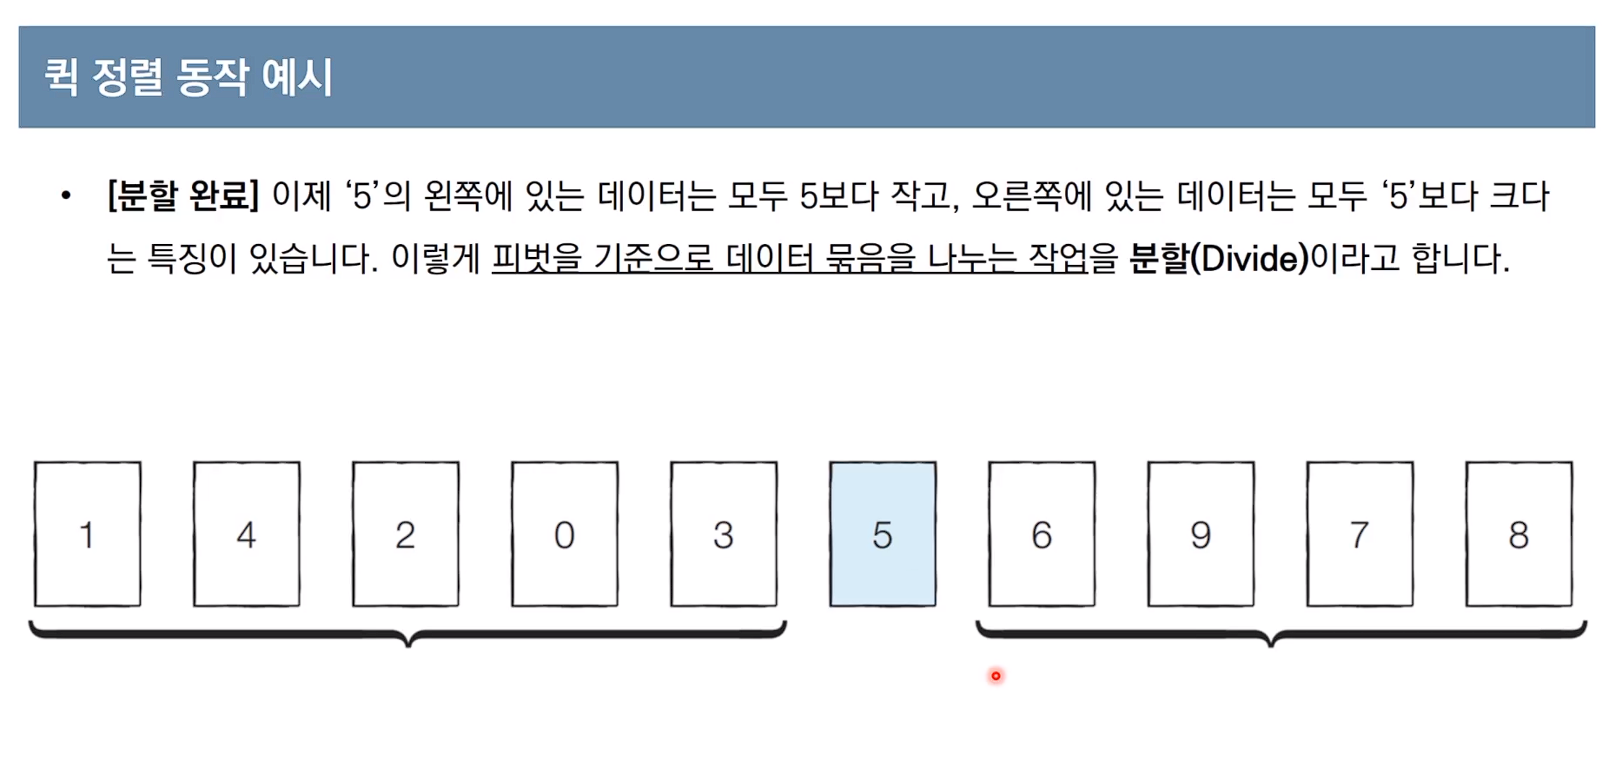 퀵 정렬 동작 예시
• [분할 완료] 이제 ‘5’의 왼쪽에 있는 데이터는 모두 5보다 작고, 오른쪽에 있는 데이터는 모두 ‘5’보다 크다
는 특징이 있습니다. 이렇게 피벗을 기준으로 데이터 묶음을 나누는 작업을 분할(Divide)이라고 합니다.
1 4 2 0 3 5 6 9 7 8